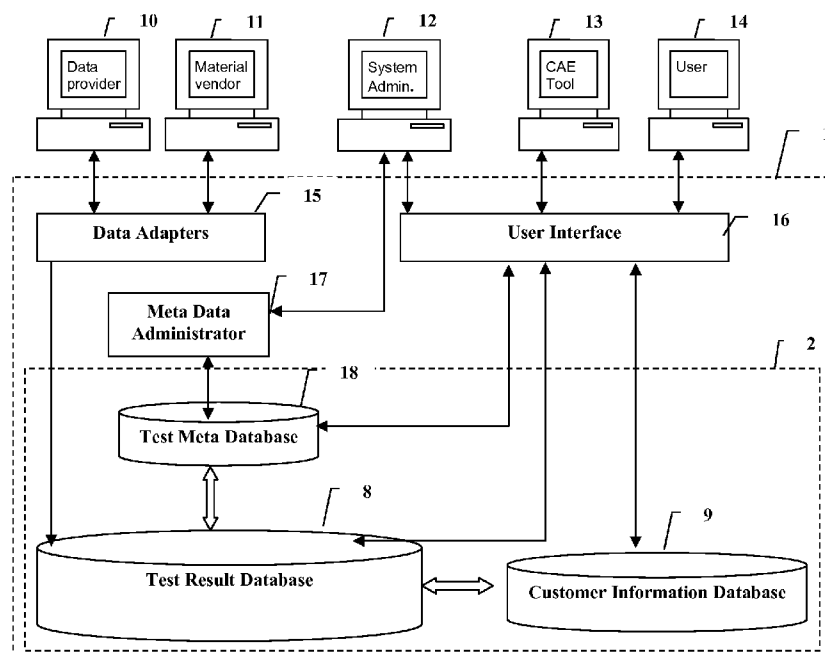 10
11
12
13
14
Data
provider
Material
vendor
System
Admin.
CAE
Tool
User
15
Data Adapters
16
User Interface
17
Meta Data
Administrator
2
18
Test Meta Database
8
Test Result Database
9
Customer Information Database